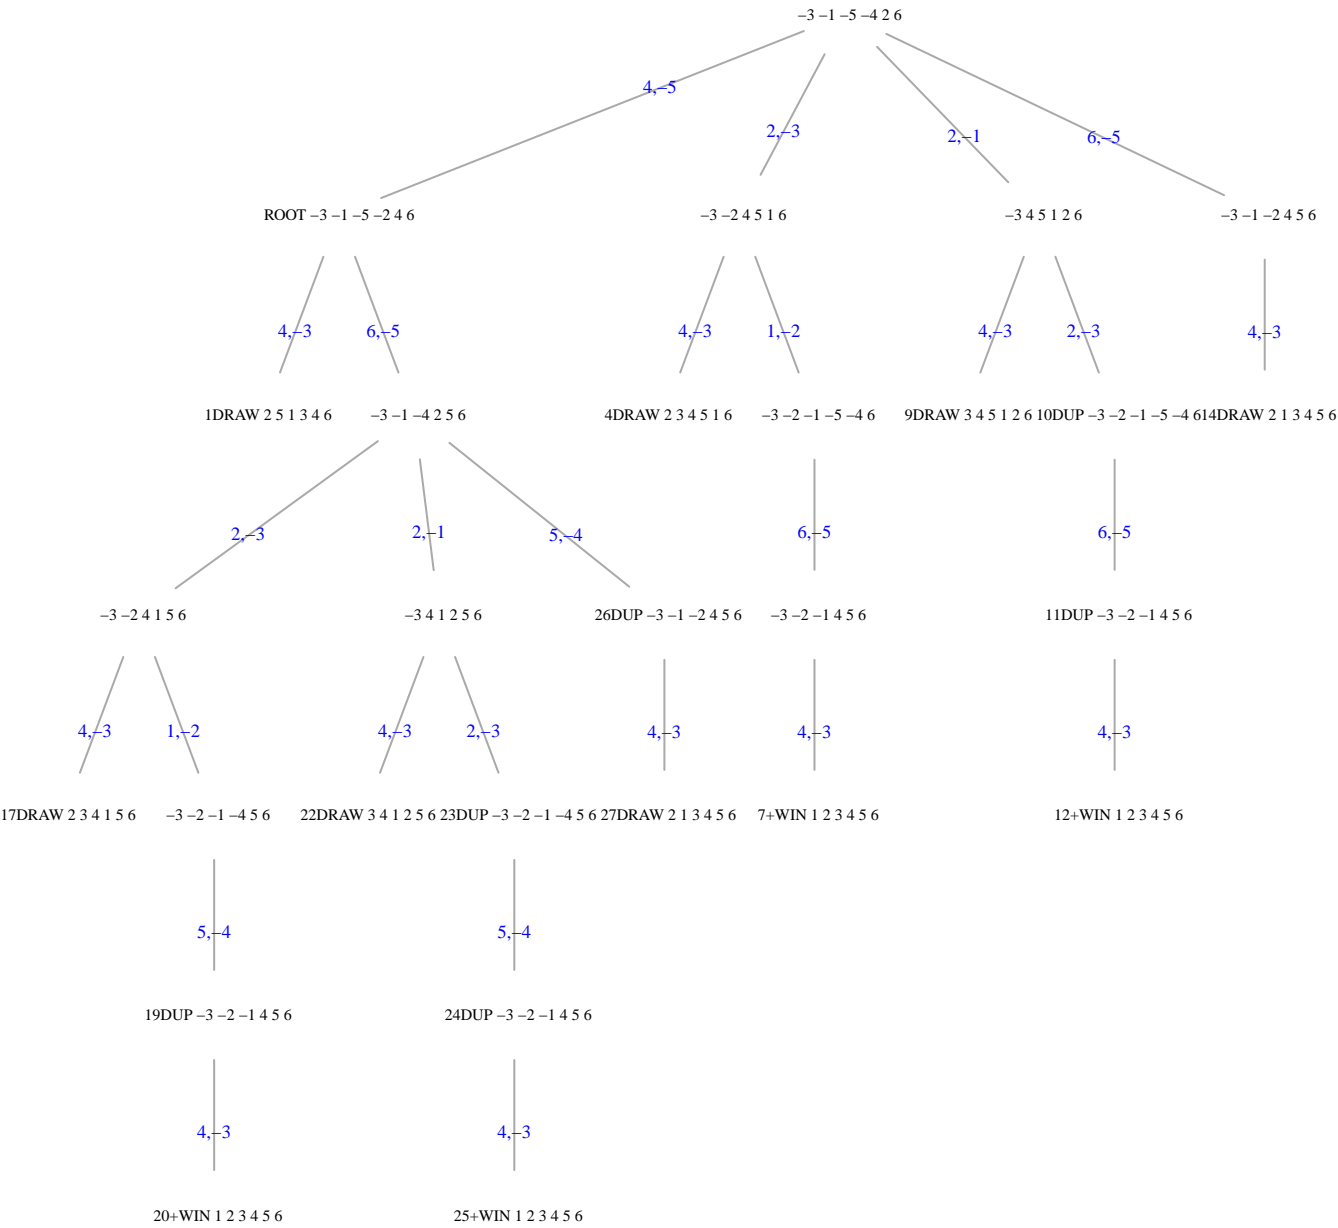 –3 –1 –5 –4 2 6
4,–5
2,–3
2,–1
6,–5
ROOT –3 –1 –5 –2 4 6
–3 –2 4 5 1 6
–3 4 5 1 2 6
–3 –1 –2 4 5 6
4,–3
6,–5
4,–3
1,–2
4,–3
2,–3
4,–3
1DRAW 2 5 1 3 4 6
–3 –1 –4 2 5 6
4DRAW 2 3 4 5 1 6
–3 –2 –1 –5 –4 6
9DRAW 3 4 5 1 2 6
10DUP –3 –2 –1 –5 –4 6
14DRAW 2 1 3 4 5 6
2,–3
2,–1
5,–4
6,–5
6,–5
–3 –2 4 1 5 6
–3 4 1 2 5 6
26DUP –3 –1 –2 4 5 6
–3 –2 –1 4 5 6
11DUP –3 –2 –1 4 5 6
4,–3
1,–2
4,–3
2,–3
4,–3
4,–3
4,–3
17DRAW 2 3 4 1 5 6
–3 –2 –1 –4 5 6
22DRAW 3 4 1 2 5 6
23DUP –3 –2 –1 –4 5 6
27DRAW 2 1 3 4 5 6
7+WIN 1 2 3 4 5 6
12+WIN 1 2 3 4 5 6
5,–4
5,–4
19DUP –3 –2 –1 4 5 6
24DUP –3 –2 –1 4 5 6
4,–3
4,–3
20+WIN 1 2 3 4 5 6
25+WIN 1 2 3 4 5 6